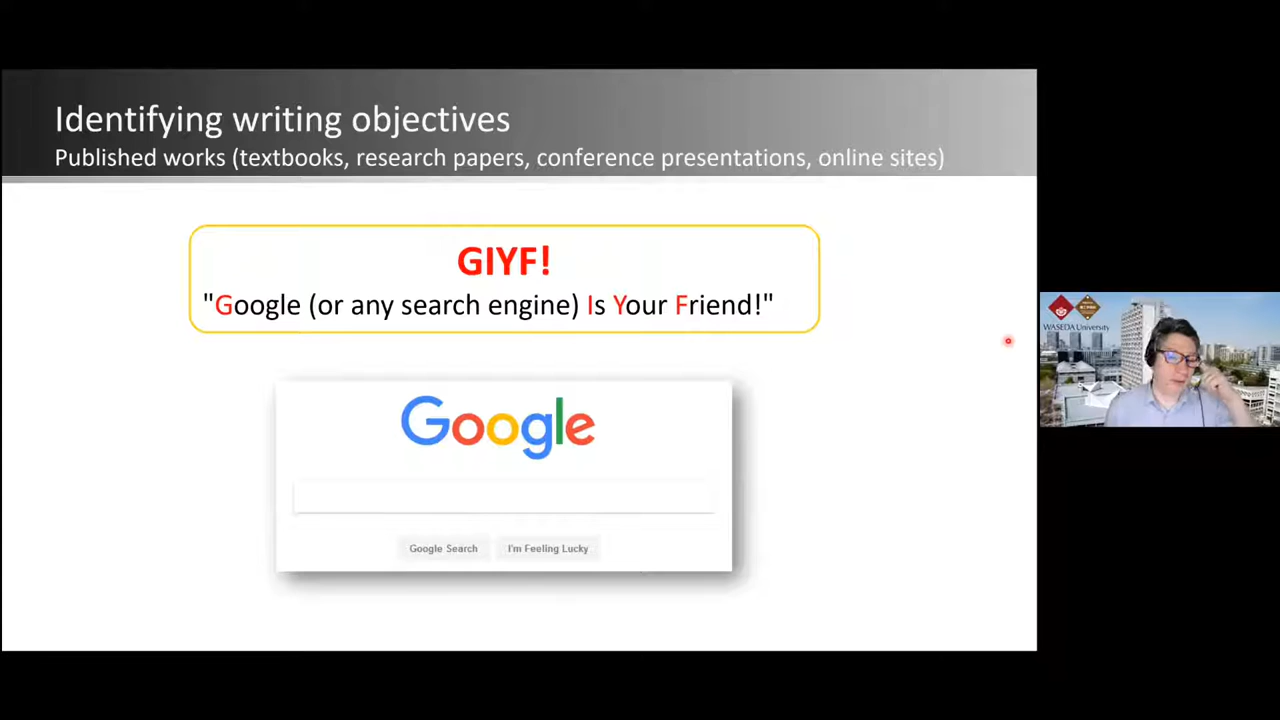 Identifying writing objectives
Published works (textbooks, research papers, conference presentations, online sites)
GIYF!
"Google (or any search engine) Is Your Friend!"
Google
Google Search
I'm Feeling Lucky
WASEDA University